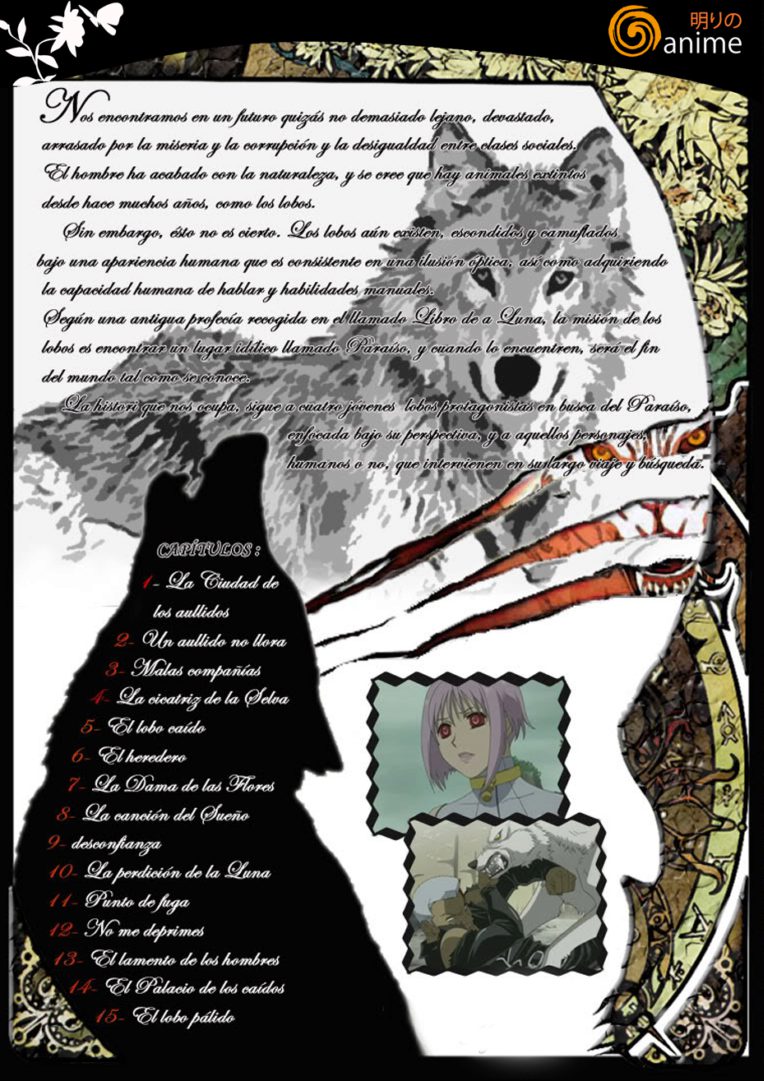 明りの
anime
Nos encontramos en un futuro quizás no demasiado lejano, devastado,
arrasado por la miseria y la corrupción y la desigualdad entre clases sociales.
El hombre ha acabado con la naturaleza, y se cree que hay animales extintos
desde hace muchos años, como los lobos.
Sin embargo, ésto no es cierto. Los lobos aún existen, escondidos y camuflados
bajo una apariencia humana que es consistente en una ilusión óptica, así como adquiriendo
la capacidad humana de hablar y habilidades manuales.
Según una antigua profecía recogida en el llamado Libro de a Luna, la misión de los
lobos es encontrar un lugar idílico llamado Paraíso, y cuando lo encuentren, será el fin
del mundo tal como se conoce.
La histori que nos ocupa, sigue a cuatro jóvenes lobos protagonistas en busca del Paraíso,
enfocada bajo su perspectiva, y a aquellos personajes,
humanos o no, que intervienen en su largo viaje y búsqueda.
CAPÍTULOS :
1- La Ciudad de
los aullidos
2- Un aullido no llora
3- Malas compañías
4- La cicatriz de la Selva
5- El lobo caído
6- El heredero
7- La Dama de las Flores
8- La canción del Sueño
9- desconfianza
10- La perdición de la Luna
11- Punto de fuga
12- No me deprimes
13- El lamento de los hombres
14- El Palacio de los caídos
15- El lobo pálido